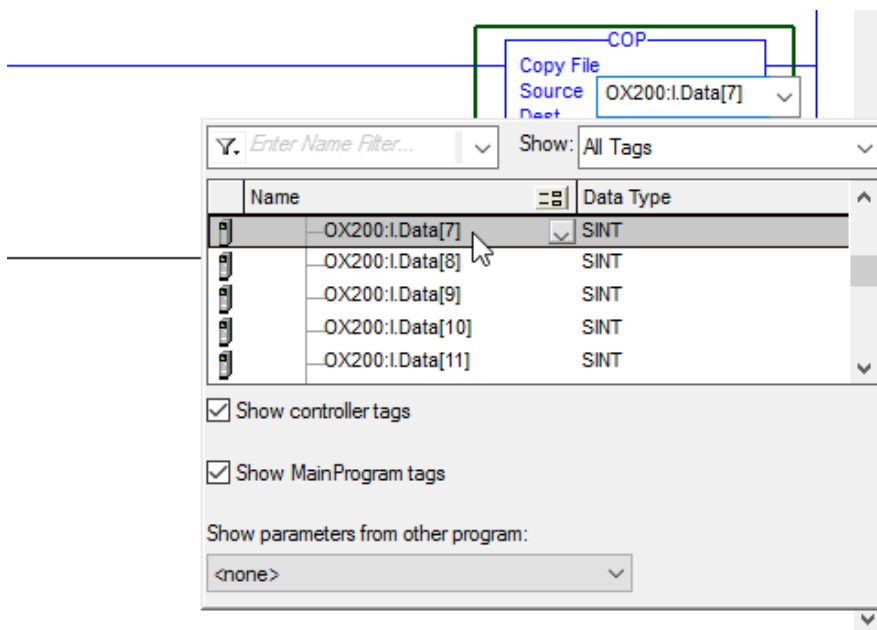 COP
Copy File
Source OX200:I.Data[7]
Dest
Enter Name Filter... Show: All Tags
Name Data Type
OX200:I.Data[7] SINT
OX200:I.Data[8] SINT
OX200:I.Data[9] SINT
OX200:I.Data[10] SINT
OX200:I.Data[11] SINT
Show controller tags
Show MainProgram tags
Show parameters from other program:
<none>